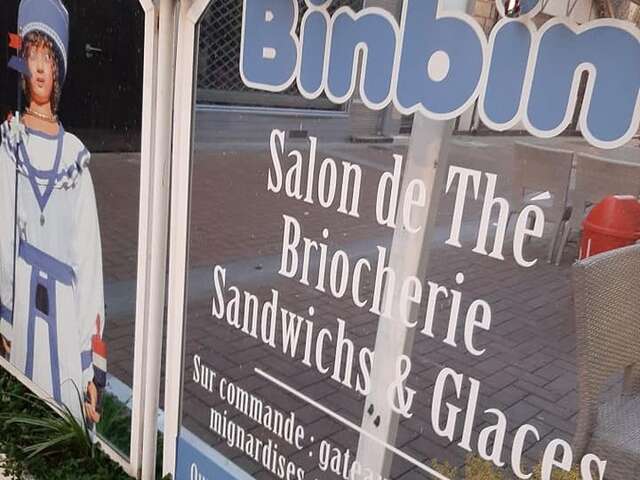 Binbin
Salon de Thé
Briocherie
Sandwichs & Glaces
Sur commande :
mignardises